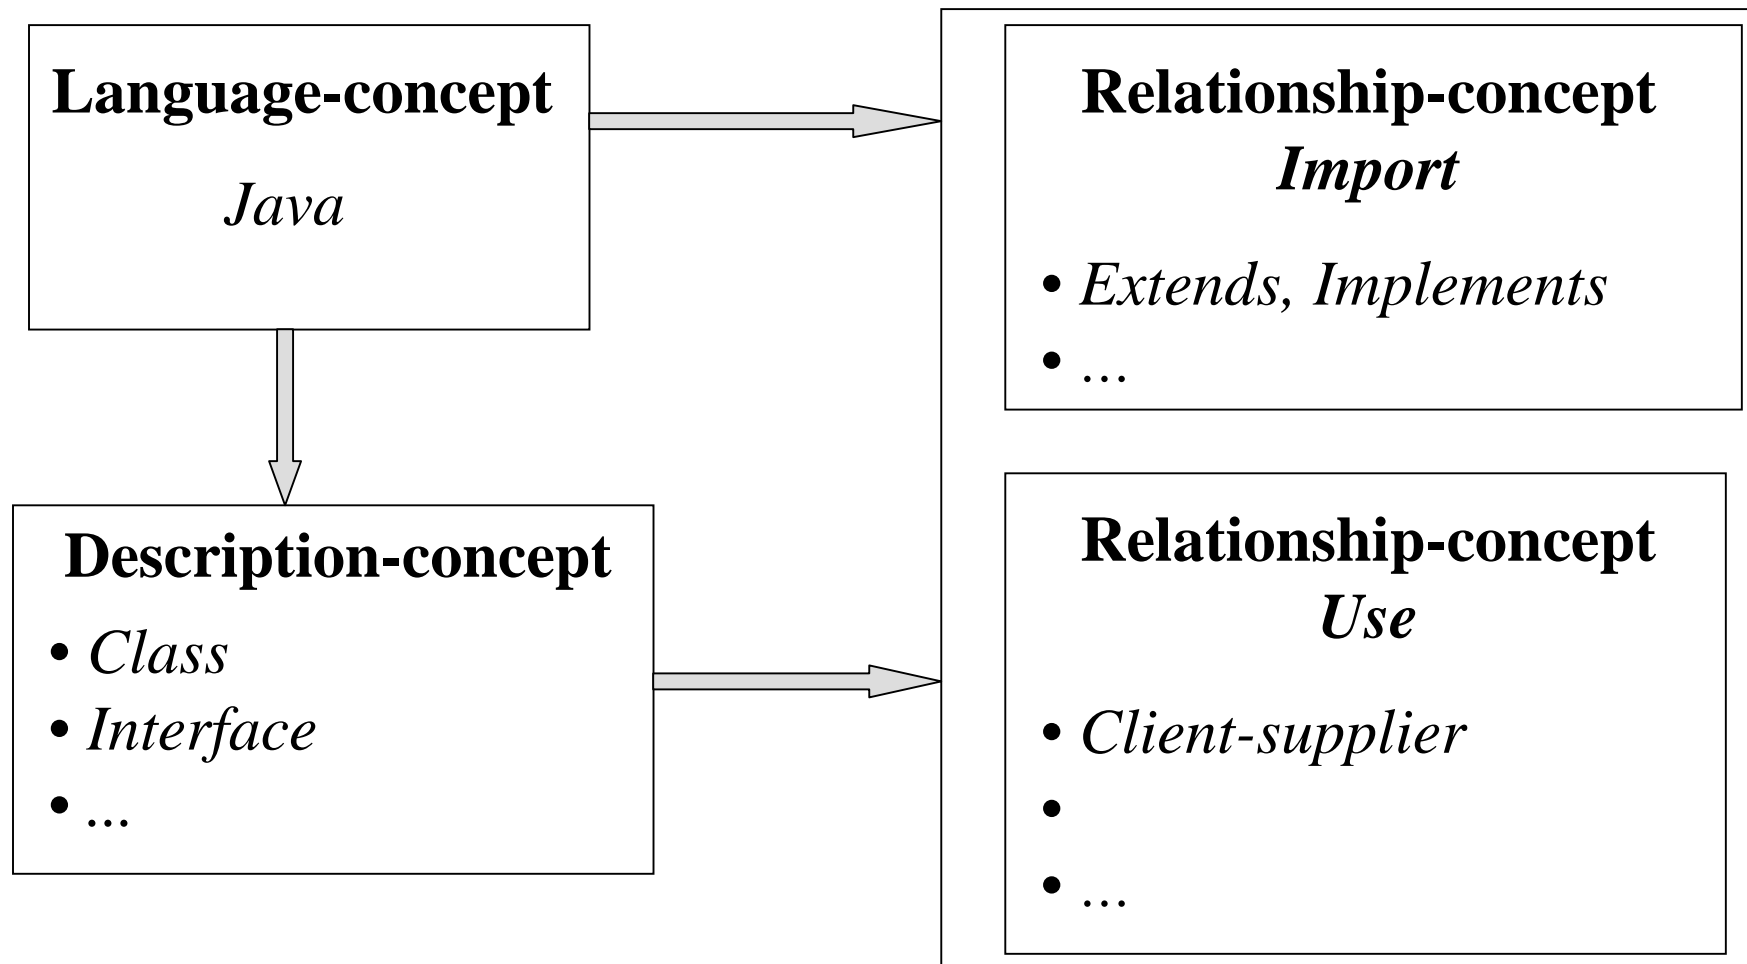 Language-concept
Java
Description-concept
• Class
• Interface
• ...
Relationship-concept
Import
• Extends, Implements
• ...
Relationship-concept
Use
• Client-supplier
•
• ...